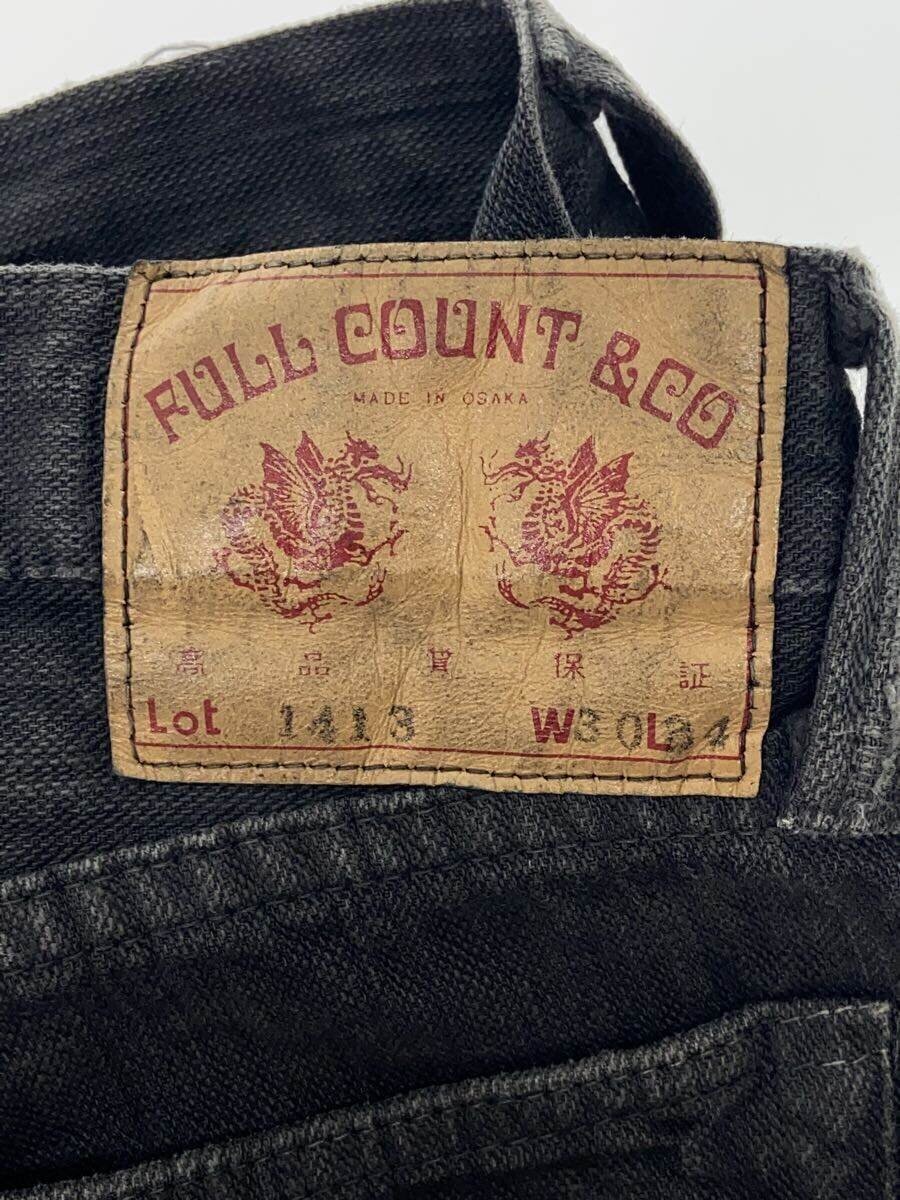 FULL COUNT & CO
MADE IN OSAKA
高品質保証
Lot 1413 W30L34